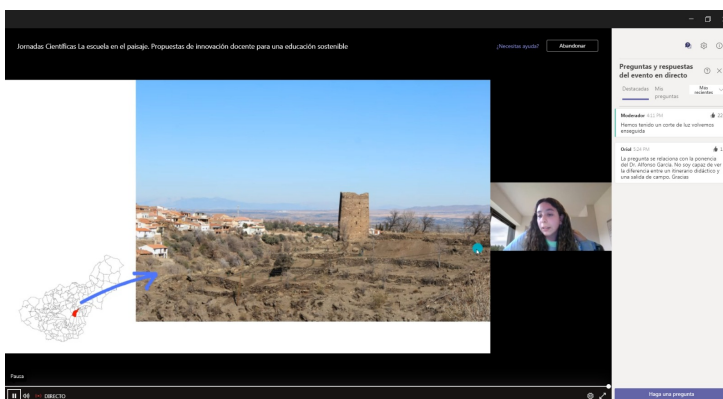 Jornadas Científicas La escuela en el paisaje. Propuestas de innovación docente para una educación sostenible
¿Necesitas ayuda?
Abandonar
Preguntas y respuestas
del evento en directo
Destacadas
Mis
preguntas
Más
recientes
Moderador 4:12 PM
22
Hemos tenido un corte de luz volvemos
enseguida
Oriol 5:24 PM
1
La pregunta se relaciona con la ponencia
del Dr. Alfonso García. No soy capaz de ver
la diferencia entre un itinerario didáctico y
una salida de campo. Gracias
Pausa
DIRECTO
Haga una pregunta